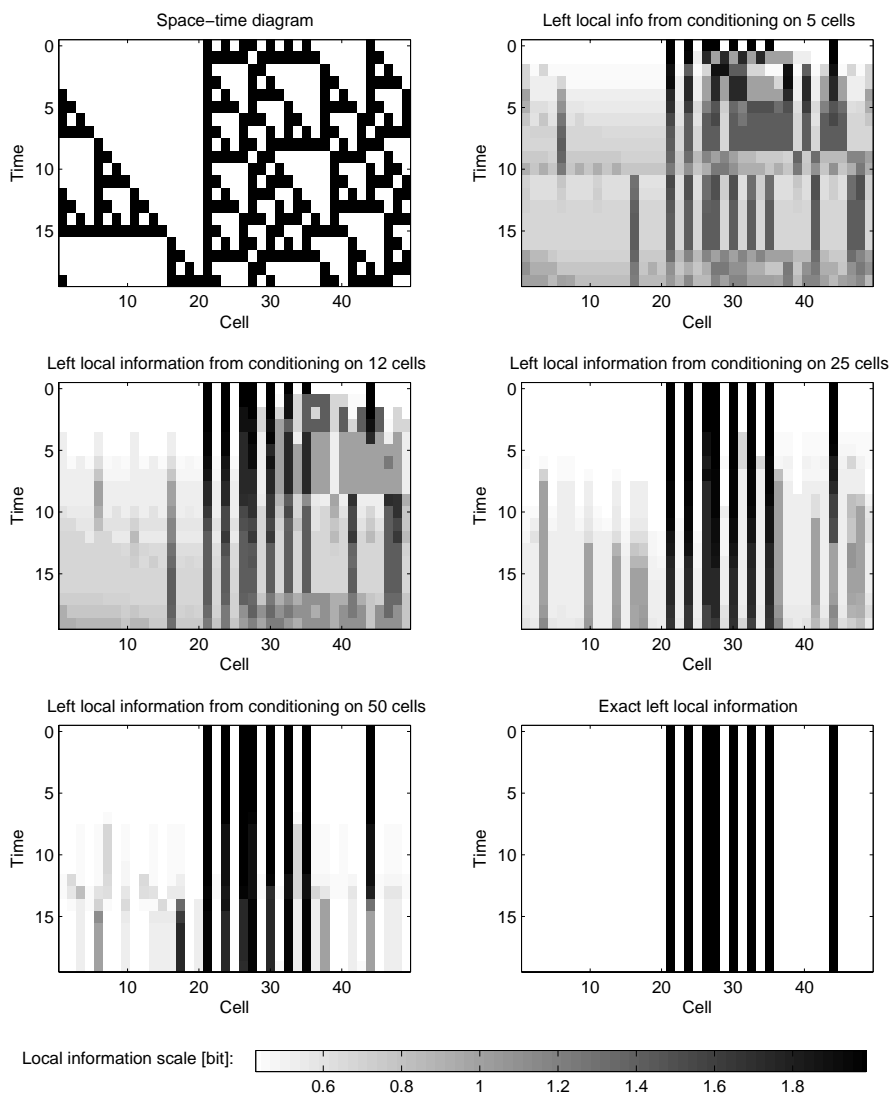 Space−time diagram
0
5
10
15
Time
10 20 30 40
Cell
Left local info from conditioning on 5 cells
0
5
10
15
Time
10 20 30 40
Cell
Left local information from conditioning on 12 cells
0
5
10
15
Time
10 20 30 40
Cell
Left local information from conditioning on 25 cells
0
5
10
15
Time
10 20 30 40
Cell
Left local information from conditioning on 50 cells
0
5
10
15
Time
10 20 30 40
Cell
Exact left local information
0
5
10
15
Time
10 20 30 40
Cell
Local information scale [bit]:
0.6 0.8 1 1.2 1.4 1.6 1.8